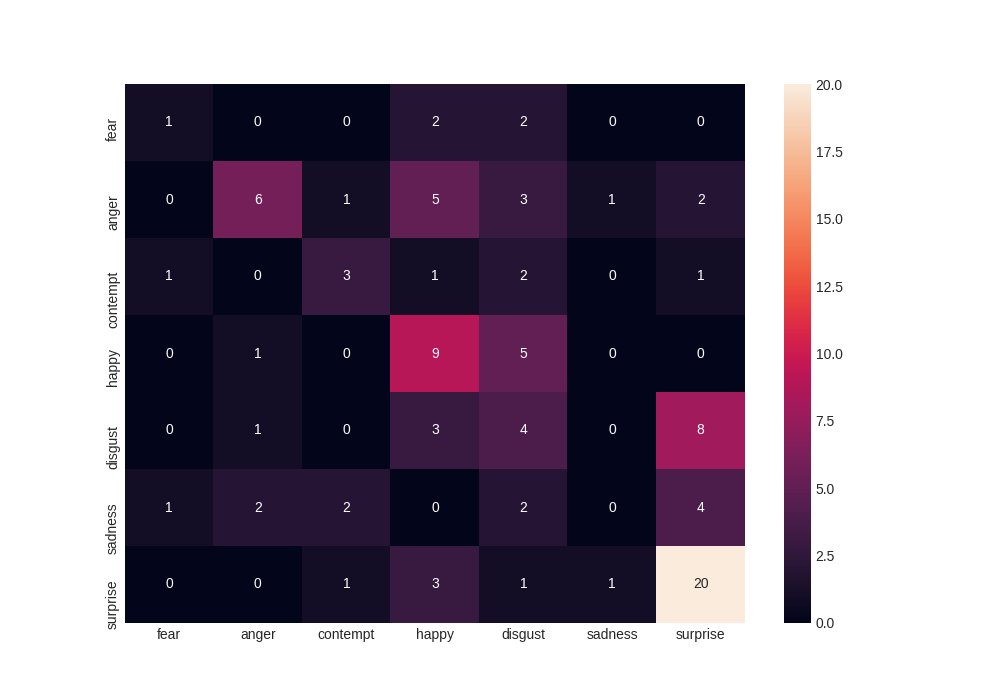 fear 1 0 0 2 2 0 0
anger 0 6 1 5 3 1 2
contempt 1 0 3 1 2 0 1
happy 0 1 0 9 5 0 0
disgust 0 1 0 3 4 0 8
sadness 1 2 2 0 2 0 4
surprise 0 0 1 3 1 1 20
fear anger contempt happy disgust sadness surprise
20.0
17.5
15.0
12.5
10.0
7.5
5.0
2.5
0.0